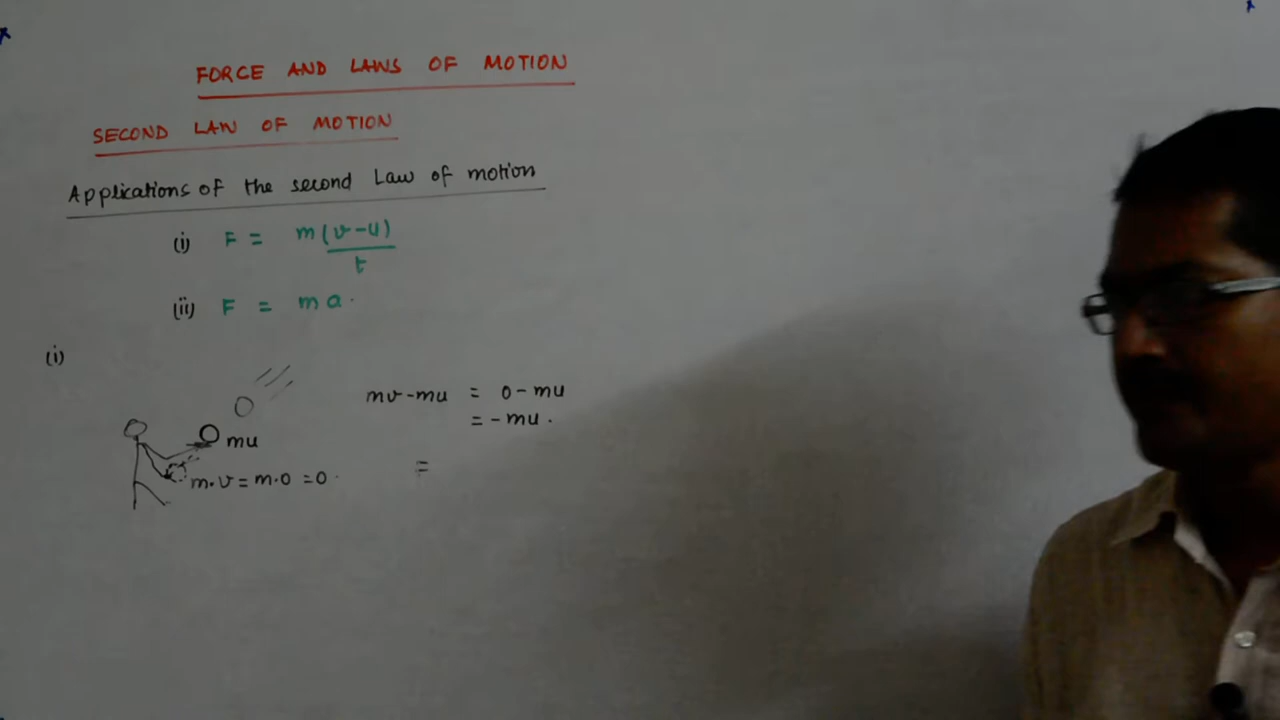 FORCE AND LAWS OF MOTION
SECOND LAW OF MOTION
Applications of the second Law of motion
(i) F = m(v-u)
t
(ii) F = ma.
(i)
mv-mu = 0-mu
= -mu.
mu
m.v = m.0 = 0.
=